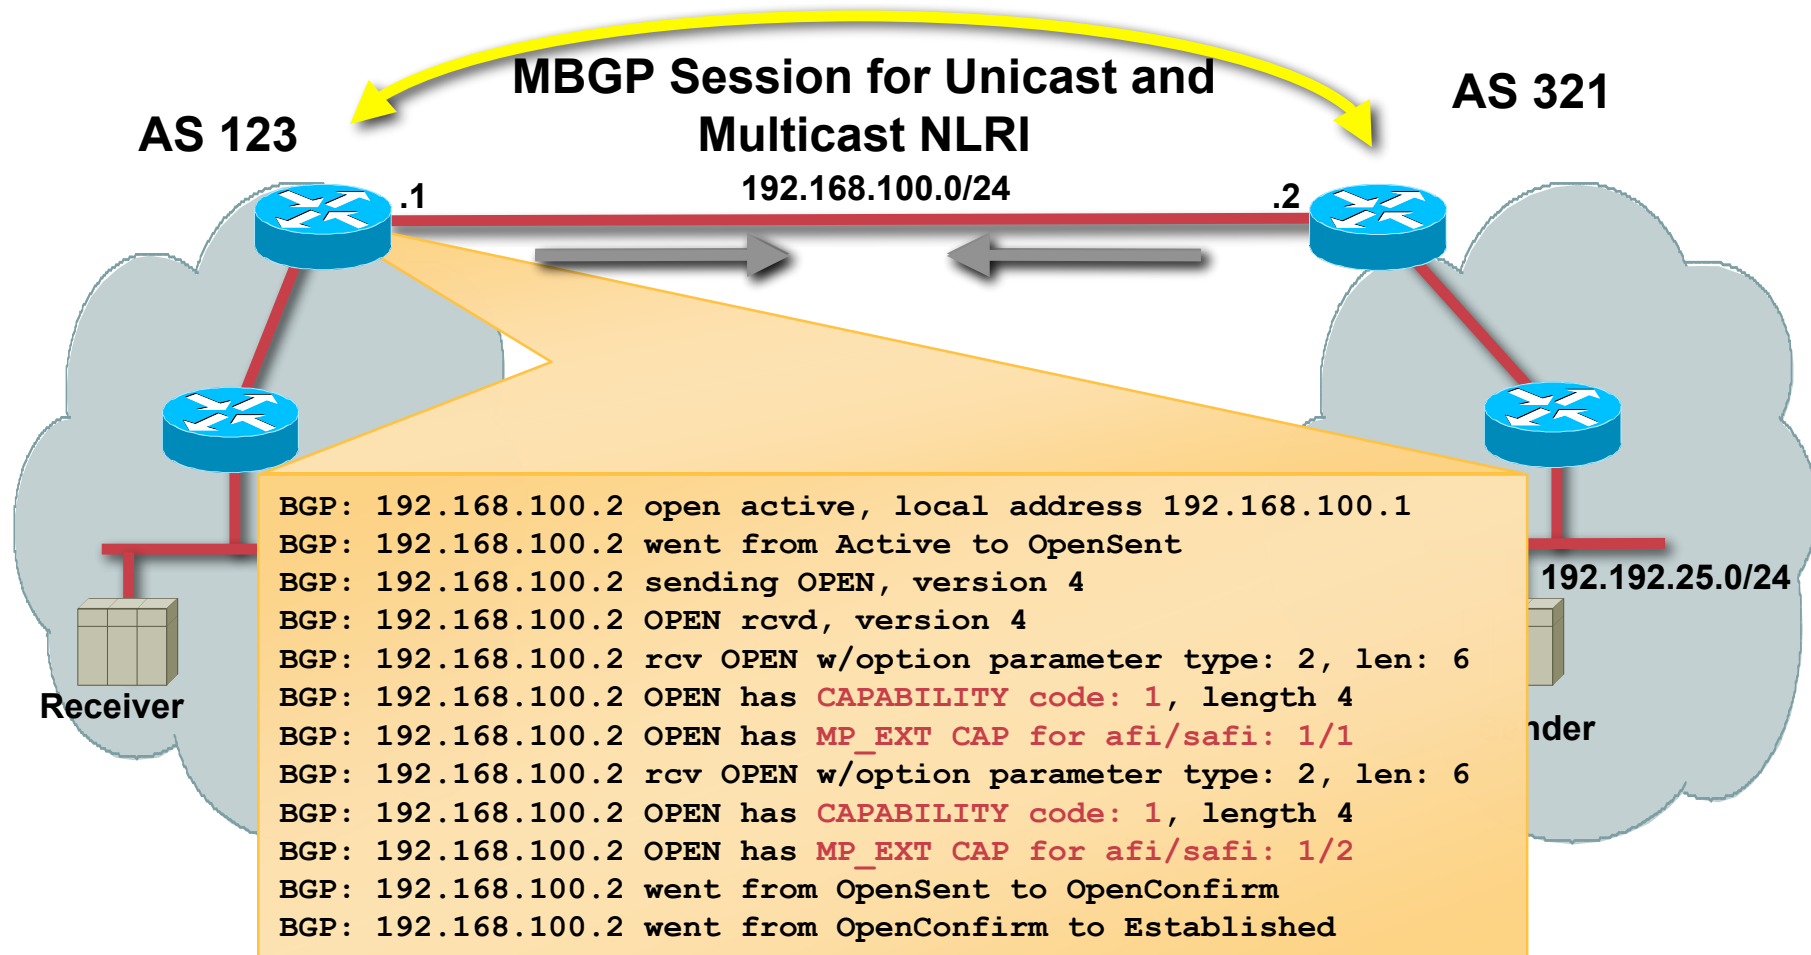 MBGP Session for Unicast and
Multicast NLRI
AS 123
AS 321
.1
192.168.100.0/24
.2
BGP: 192.168.100.2 open active, local address 192.168.100.1
BGP: 192.168.100.2 went from Active to OpenSent
BGP: 192.168.100.2 sending OPEN, version 4
BGP: 192.168.100.2 OPEN rcvd, version 4
BGP: 192.168.100.2 rcv OPEN w/option parameter type: 2, len: 6
BGP: 192.168.100.2 OPEN has CAPABILITY code: 1, length 4
BGP: 192.168.100.2 OPEN has MP_EXT CAP for afi/safi: 1/1
BGP: 192.168.100.2 rcv OPEN w/option parameter type: 2, len: 6
BGP: 192.168.100.2 OPEN has CAPABILITY code: 1, length 4
BGP: 192.168.100.2 OPEN has MP_EXT CAP for afi/safi: 1/2
BGP: 192.168.100.2 went from OpenSent to OpenConfirm
BGP: 192.168.100.2 went from OpenConfirm to Established
192.192.25.0/24
Receiver
nder